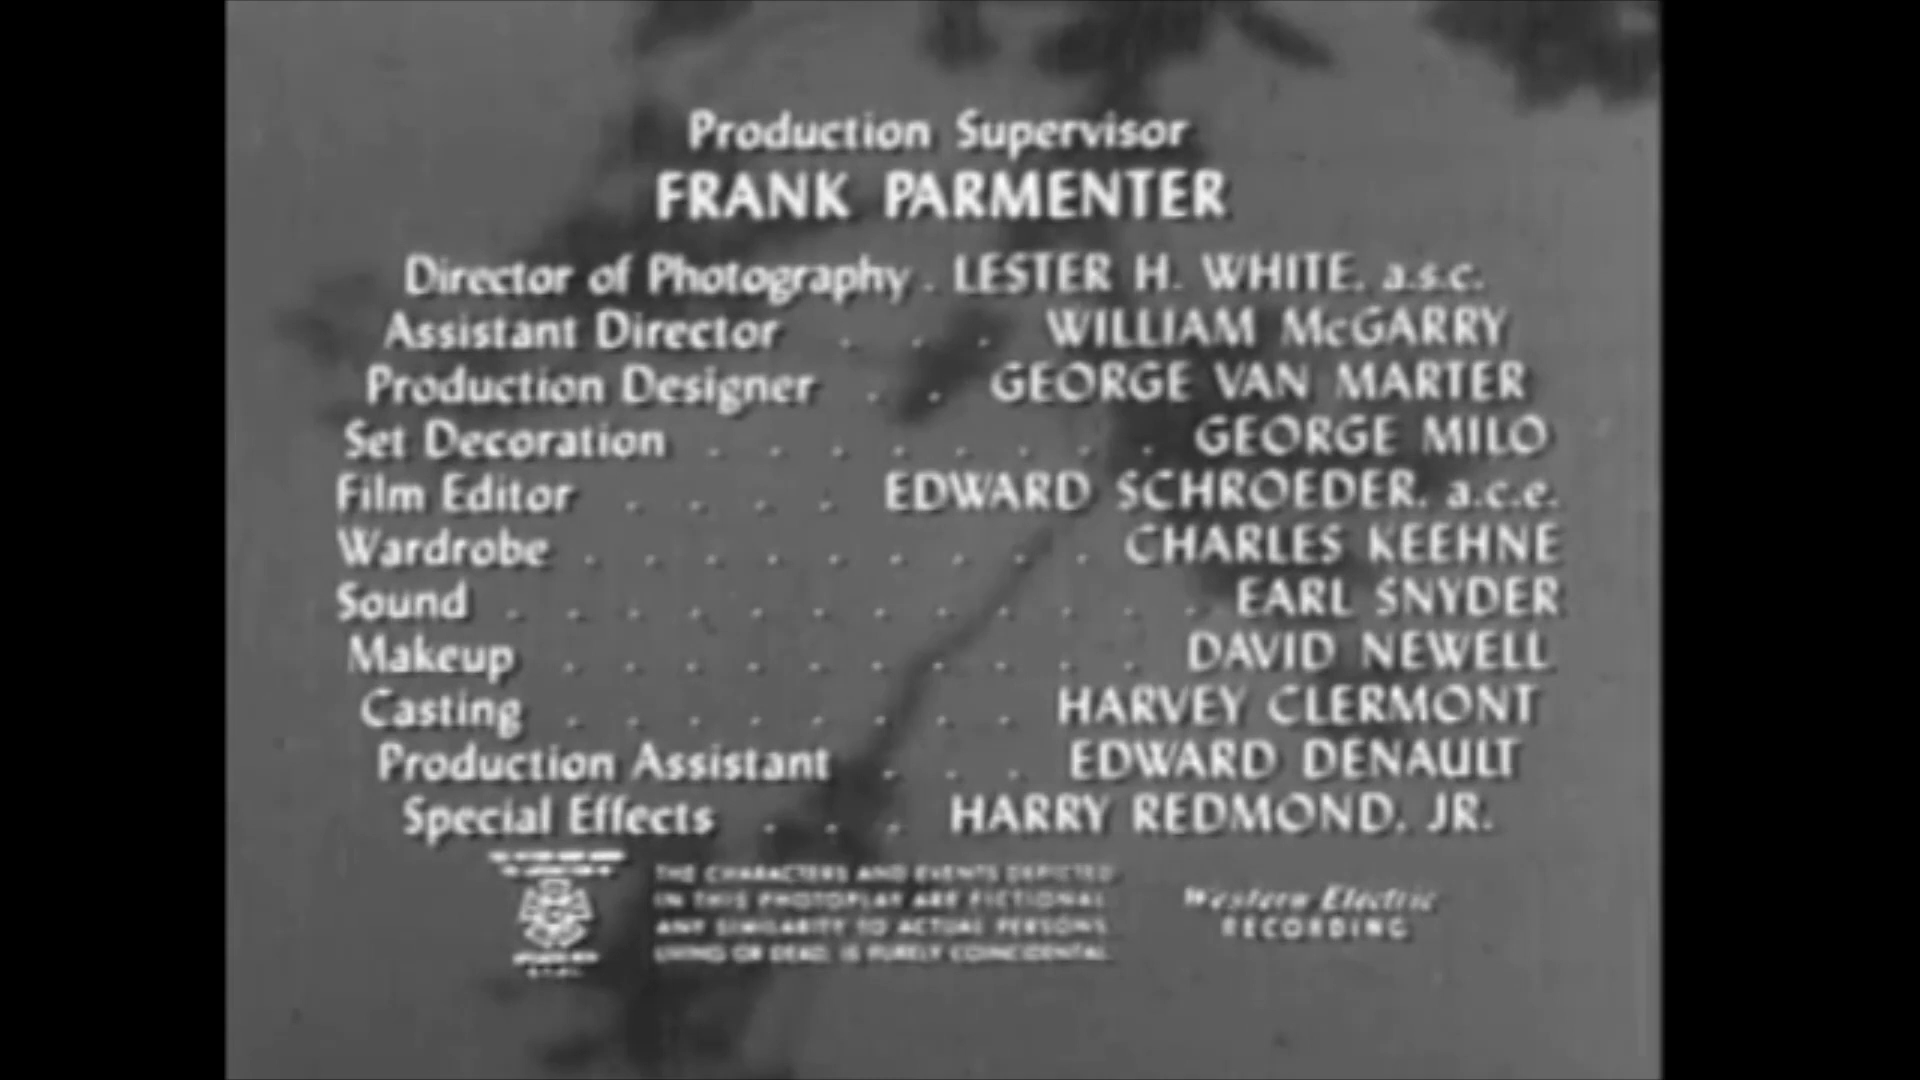 Production Supervisor
FRANK PARMENTER
Director of Photography . LESTER H. WHITE, a.s.c.
Assistant Director . . . WILLIAM McGARRY
Production Designer . . GEORGE VAN MARTER
Set Decoration . . . . . . . . GEORGE MILO
Film Editor . . . . EDWARD SCHROEDER, a.c.e.
Wardrobe . . . . . . . . . CHARLES KEEHNE
Sound . . . . . . . . . . . . EARL SNYDER
Makeup . . . . . . . . . . DAVID NEWELL
Casting . . . . . . . . HARVEY CLERMONT
Production Assistant . . . EDWARD DENAULT
Special Effects . . . HARRY REDMOND, JR.
THE CHARACTERS AND EVENTS DEPICTED
IN THIS PHOTOPLAY ARE FICTIONAL.
ANY SIMILARITY TO ACTUAL PERSONS,
LIVING OR DEAD, IS PURELY COINCIDENTAL.
Western Electric
RECORDING